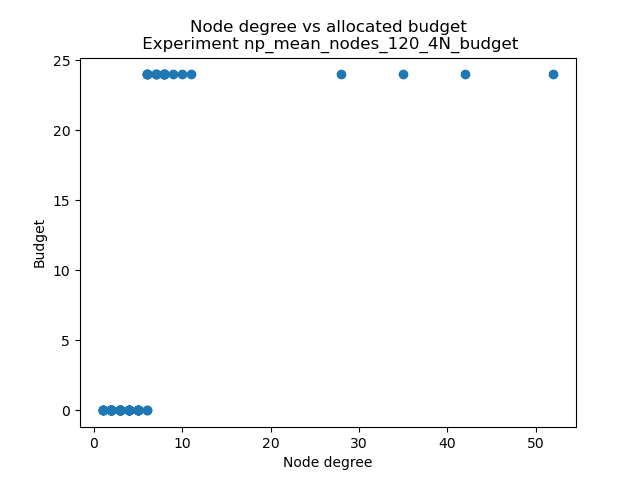 Node degree vs allocated budget
Experiment np_mean_nodes_120_4N_budget
25
20
15
10
5
0
Budget
0 10 20 30 40 50
Node degree